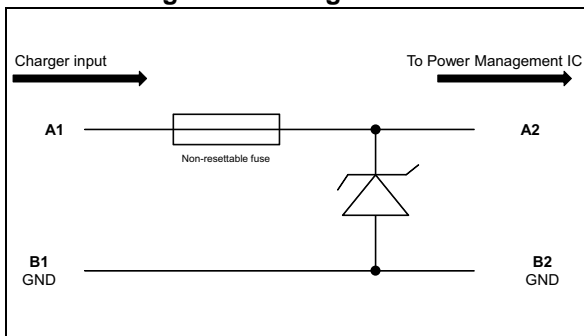 Charger input
To Power Management IC
A1
A2
Non-resettable fuse
B1
B2
GND
GND